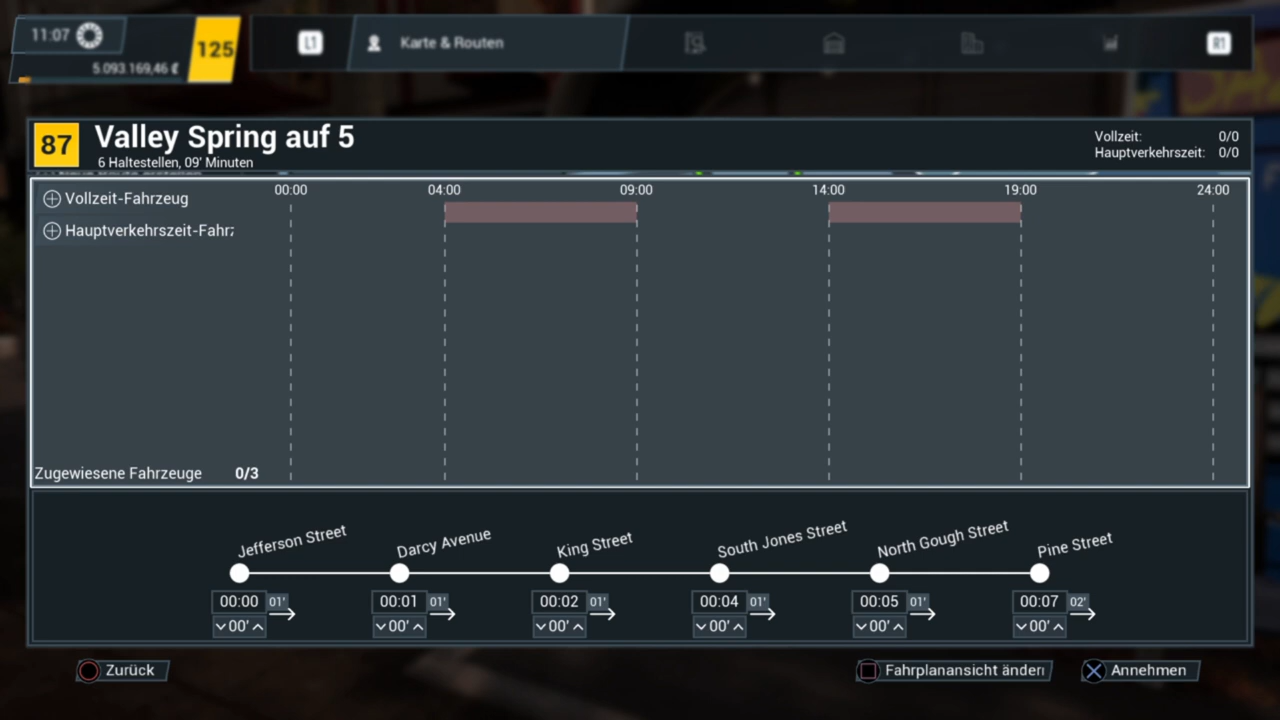 11:07
5.093.169,46 €
125
L1
Karte & Routen
R1
87
Valley Spring auf 5
6 Haltestellen, 09' Minuten
Vollzeit: 0/0
Hauptverkehrszeit: 0/0
00:00 04:00 09:00 14:00 19:00 24:00
Vollzeit-Fahrzeug
Hauptverkehrszeit-Fahr
Zugewiesene Fahrzeuge 0/3
Jefferson Street Darcy Avenue King Street South Jones Street North Gough Street Pine Street
00:00 01' 00:01 01' 00:02 01' 00:04 01' 00:05 01' 00:07 02'
00' 00' 00' 00' 00' 00'
Zurück Fahrplanansicht änder Annehmen